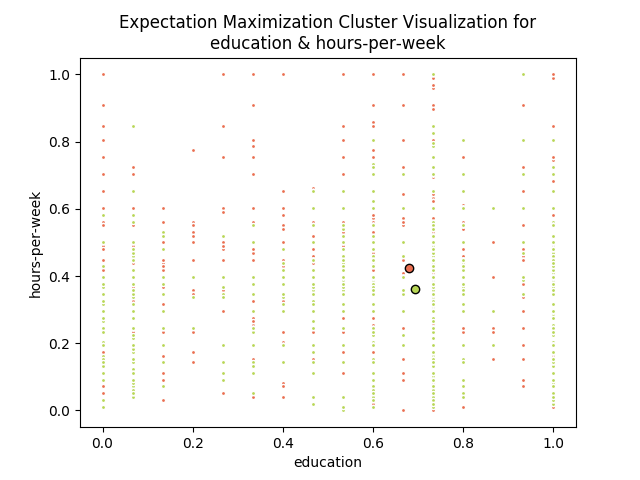 Expectation Maximization Cluster Visualization for
education & hours-per-week
1.0
0.8
0.6
0.4
0.2
0.0
hours-per-week
0.0 0.2 0.4 0.6 0.8 1.0
education